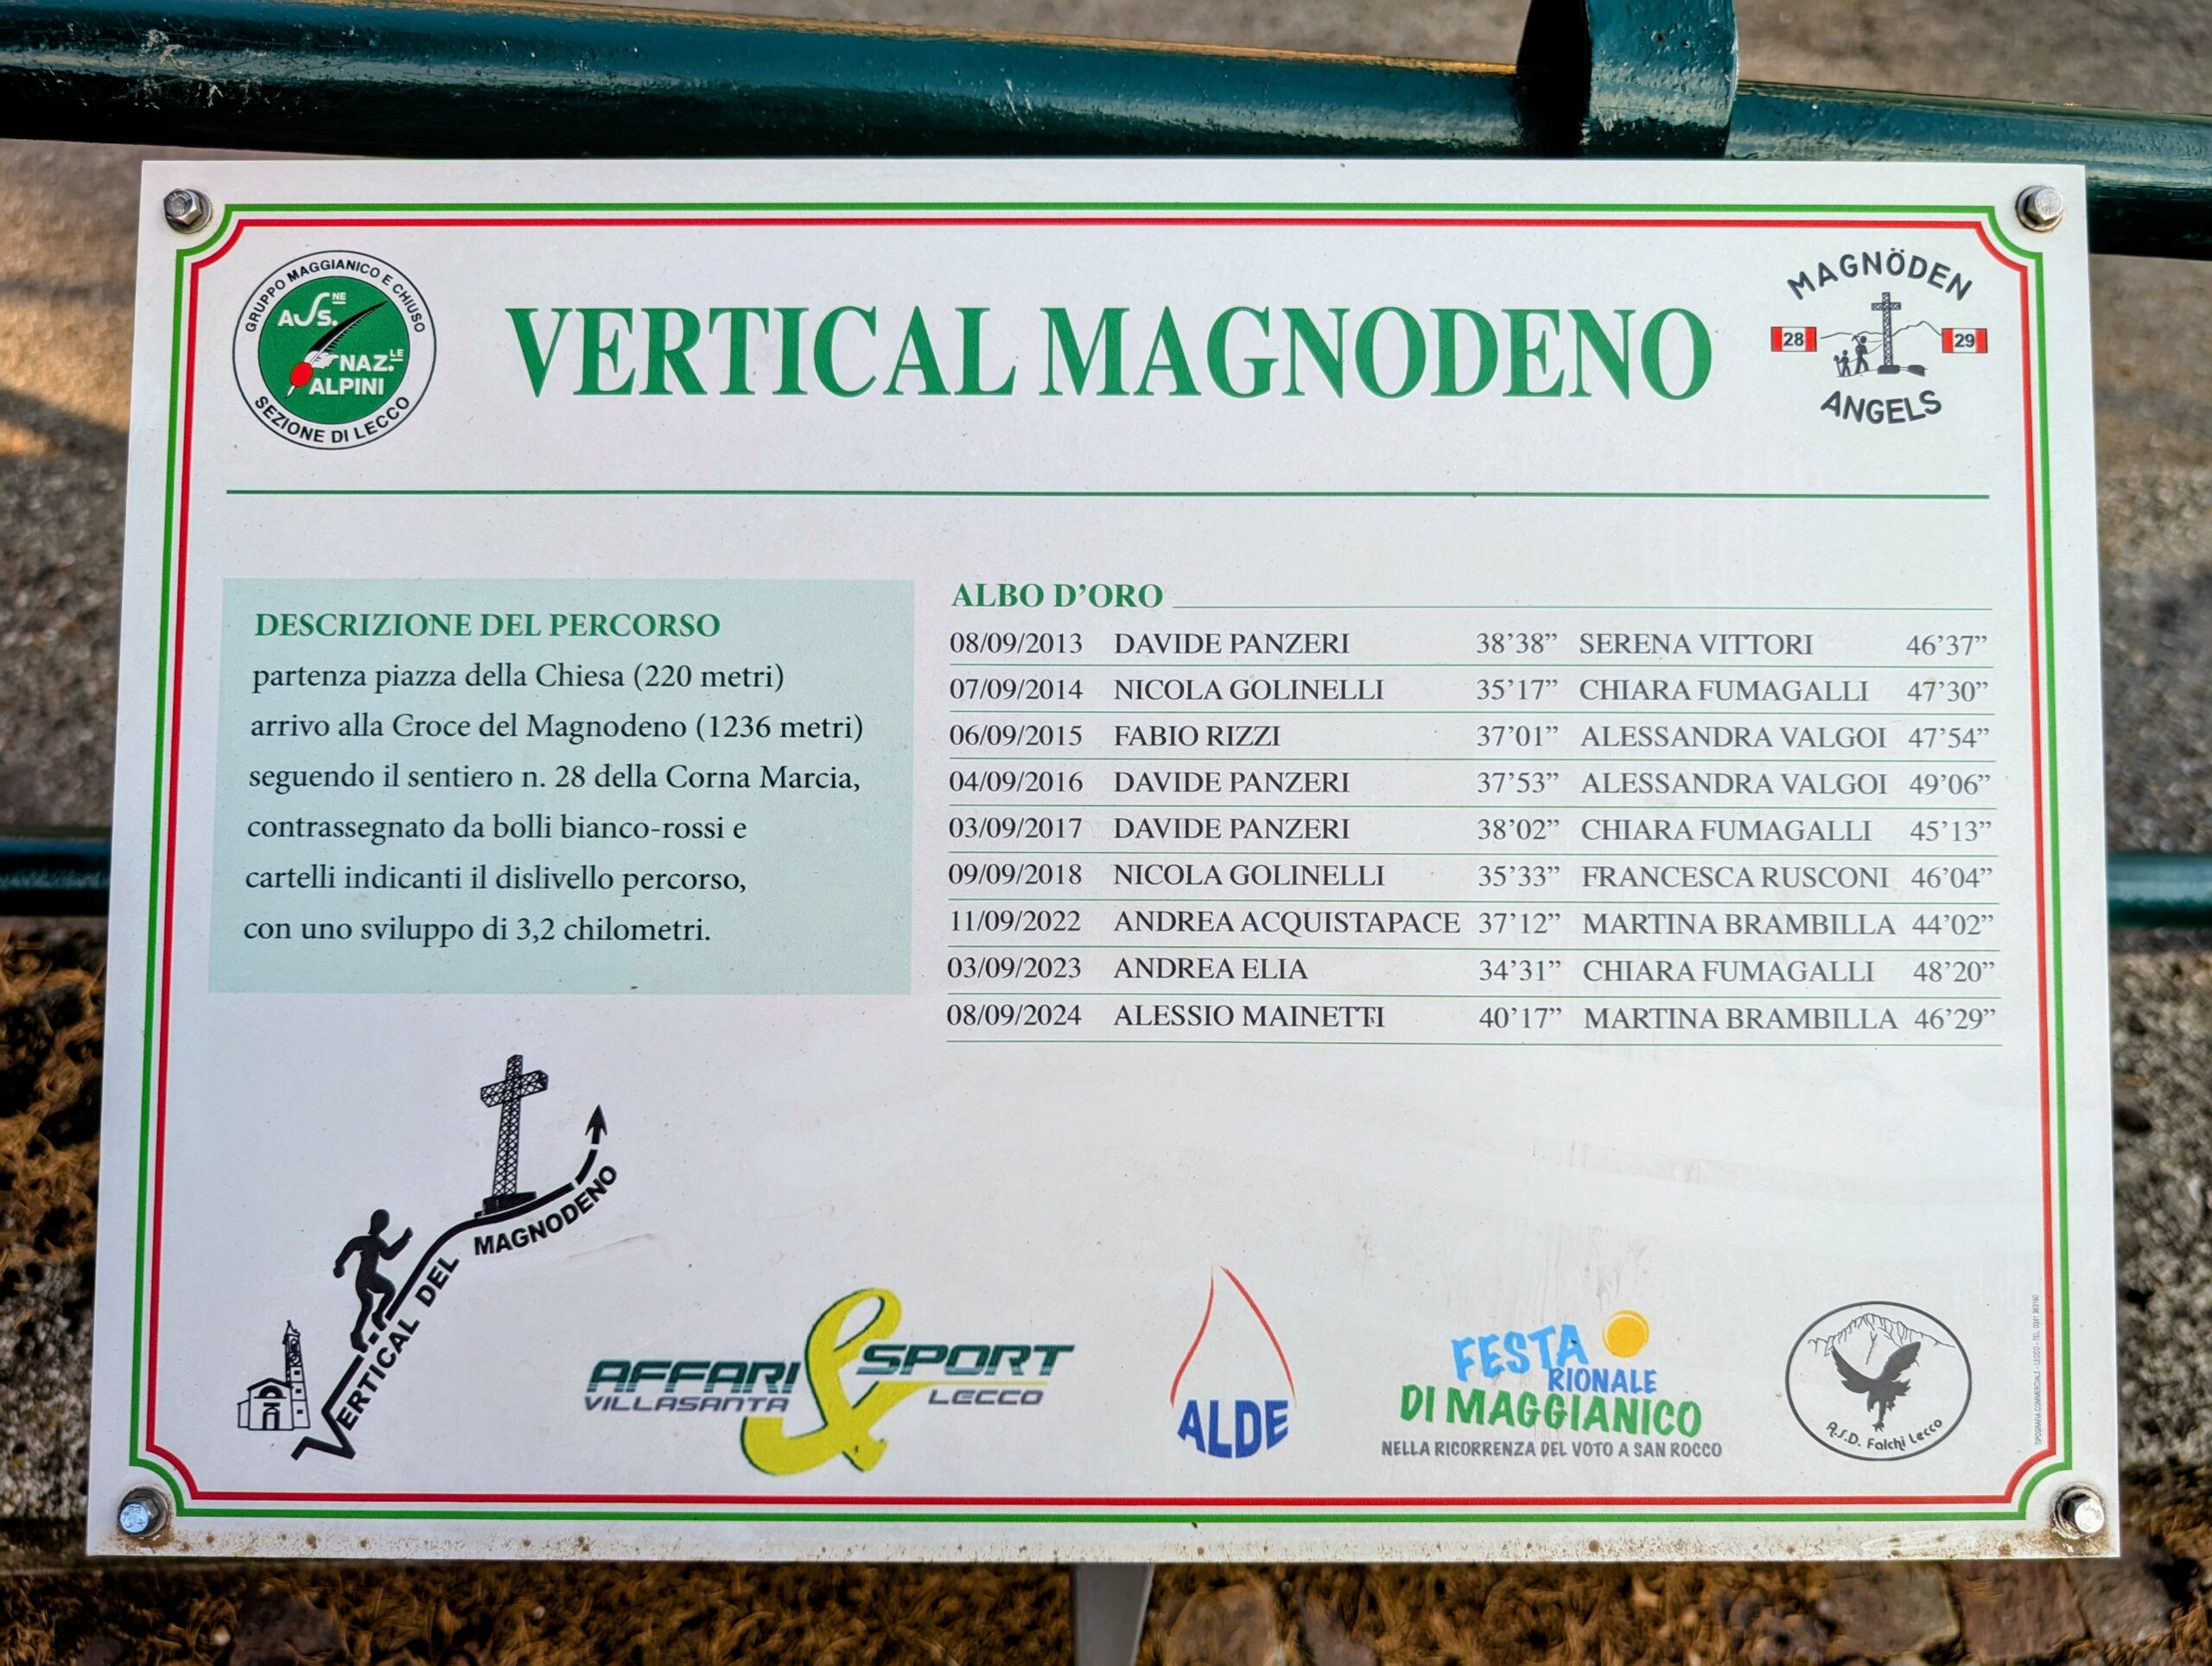 GRUPPO MAGGIANICO E CHIUSO
ASS.NE
NAZ.LE
ALPINI
SEZIONE DI LECCO
VERTICAL MAGNODENO
MAGNÖDEN
28 29
ANGELS
DESCRIZIONE DEL PERCORSO
partenza piazza della Chiesa (220 metri)
arrivo alla Croce del Magnodeno (1236 metri)
seguendo il sentiero n. 28 della Corna Marcia,
contrassegnato da bolli bianco-rossi e
cartelli indicanti il dislivello percorso,
con uno sviluppo di 3,2 chilometri.
ALBO D’ORO
08/09/2013 DAVIDE PANZERI 38’38” SERENA VITTORI 46’37”
07/09/2014 NICOLA GOLINELLI 35’17” CHIARA FUMAGALLI 47’30”
06/09/2015 FABIO RIZZI 37’01” ALESSANDRA VALGOI 47’54”
04/09/2016 DAVIDE PANZERI 37’53” ALESSANDRA VALGOI 49’06”
03/09/2017 DAVIDE PANZERI 38’02” CHIARA FUMAGALLI 45’13”
09/09/2018 NICOLA GOLINELLI 35’33” FRANCESCA RUSCONI 46’04”
11/09/2022 ANDREA ACQUISTAPACE 37’12” MARTINA BRAMBILLA 44’02”
03/09/2023 ANDREA ELIA 34’31” CHIARA FUMAGALLI 48’20”
08/09/2024 ALESSIO MAINETTI 40’17” MARTINA BRAMBILLA 46’29”
VERTICAL DEL MAGNODENO
AFFARI & SPORT
VILLASANTA LECCO
ALDE
FESTA
RIONALE
DI MAGGIANICO
NELLA RICORRENZA DEL VOTO A SAN ROCCO
A.S.D. Falchi Lecco
TIPOGRAFIA COMMERCIALE - LECCO - TEL.